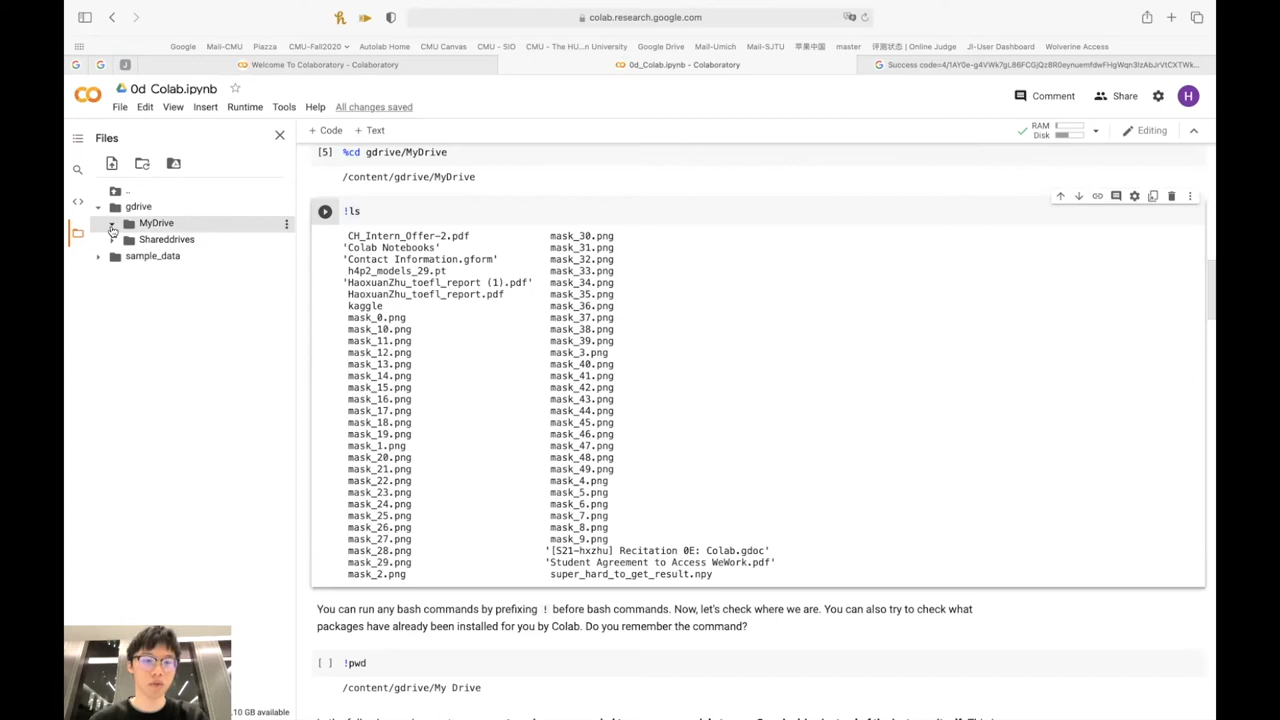 colab.research.google.com
Google Mail-CMU Piazza CMU-Fall2020 Autolab Home CMU Canvas CMU - SIO CMU - The HU...n University Google Drive Mail-Umich Mail-SJTU 苹果中国 master 评测状态 | Online Judge JI-User Dashboard Wolverine Access
Welcome To Colaboratory - Colaboratory
0d_Colab.ipynb - Colaboratory
0d Colab.ipynb
Comment
Share
H
File Edit View Insert Runtime Tools Help All changes saved
Files
+ Code + Text
RAM
Disk
Editing
..
gdrive
MyDrive
Shareddrives
sample_data
[5] %cd gdrive/MyDrive
/content/gdrive/MyDrive
!ls
CH_Intern_Offer-2.pdf mask_30.png
'Colab Notebooks' mask_31.png
'Contact Information.gform' mask_32.png
h4p2_models_29.pt mask_33.png
'HaoxuanZhu_toefl_report (1).pdf' mask_34.png
HaoxuanZhu_toefl_report.pdf mask_35.png
kaggle mask_36.png
mask_0.png mask_37.png
mask_10.png mask_38.png
mask_11.png mask_39.png
mask_12.png mask_3.png
mask_13.png mask_40.png
mask_14.png mask_41.png
mask_15.png mask_42.png
mask_16.png mask_43.png
mask_17.png mask_44.png
mask_18.png mask_45.png
mask_19.png mask_46.png
mask_1.png mask_47.png
mask_20.png mask_48.png
mask_21.png mask_49.png
mask_22.png mask_4.png
mask_23.png mask_5.png
mask_24.png mask_6.png
mask_25.png mask_7.png
mask_26.png mask_8.png
mask_27.png mask_9.png
mask_28.png '[S21-hxzhu] Recitation 0E: Colab.gdoc'
mask_29.png 'Student Agreement to Access WeWork.pdf'
mask_2.png super_hard_to_get_result.npy
You can run any bash commands by prefixing ! before bash commands. Now, let's check where we are. You can also try to check what
packages have already been installed for you by Colab. Do you remember the command?
[ ] !pwd
/content/gdrive/My Drive
.10 GB available